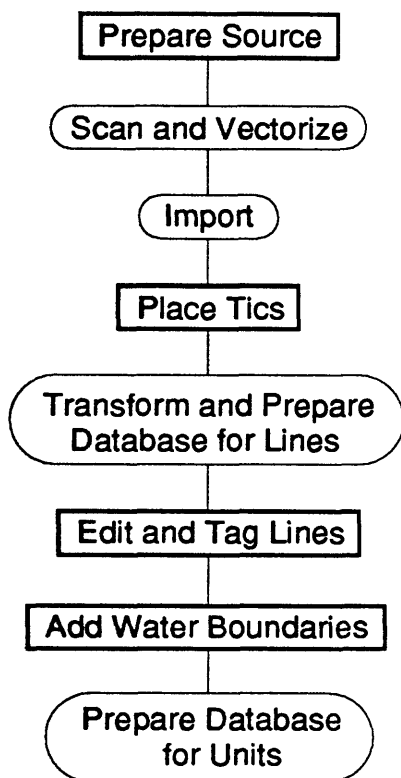 Prepare Source
Scan and Vectorize
Import
Place Tics
Transform and Prepare
Database for Lines
Edit and Tag Lines
Add Water Boundaries
Prepare Database
for Units